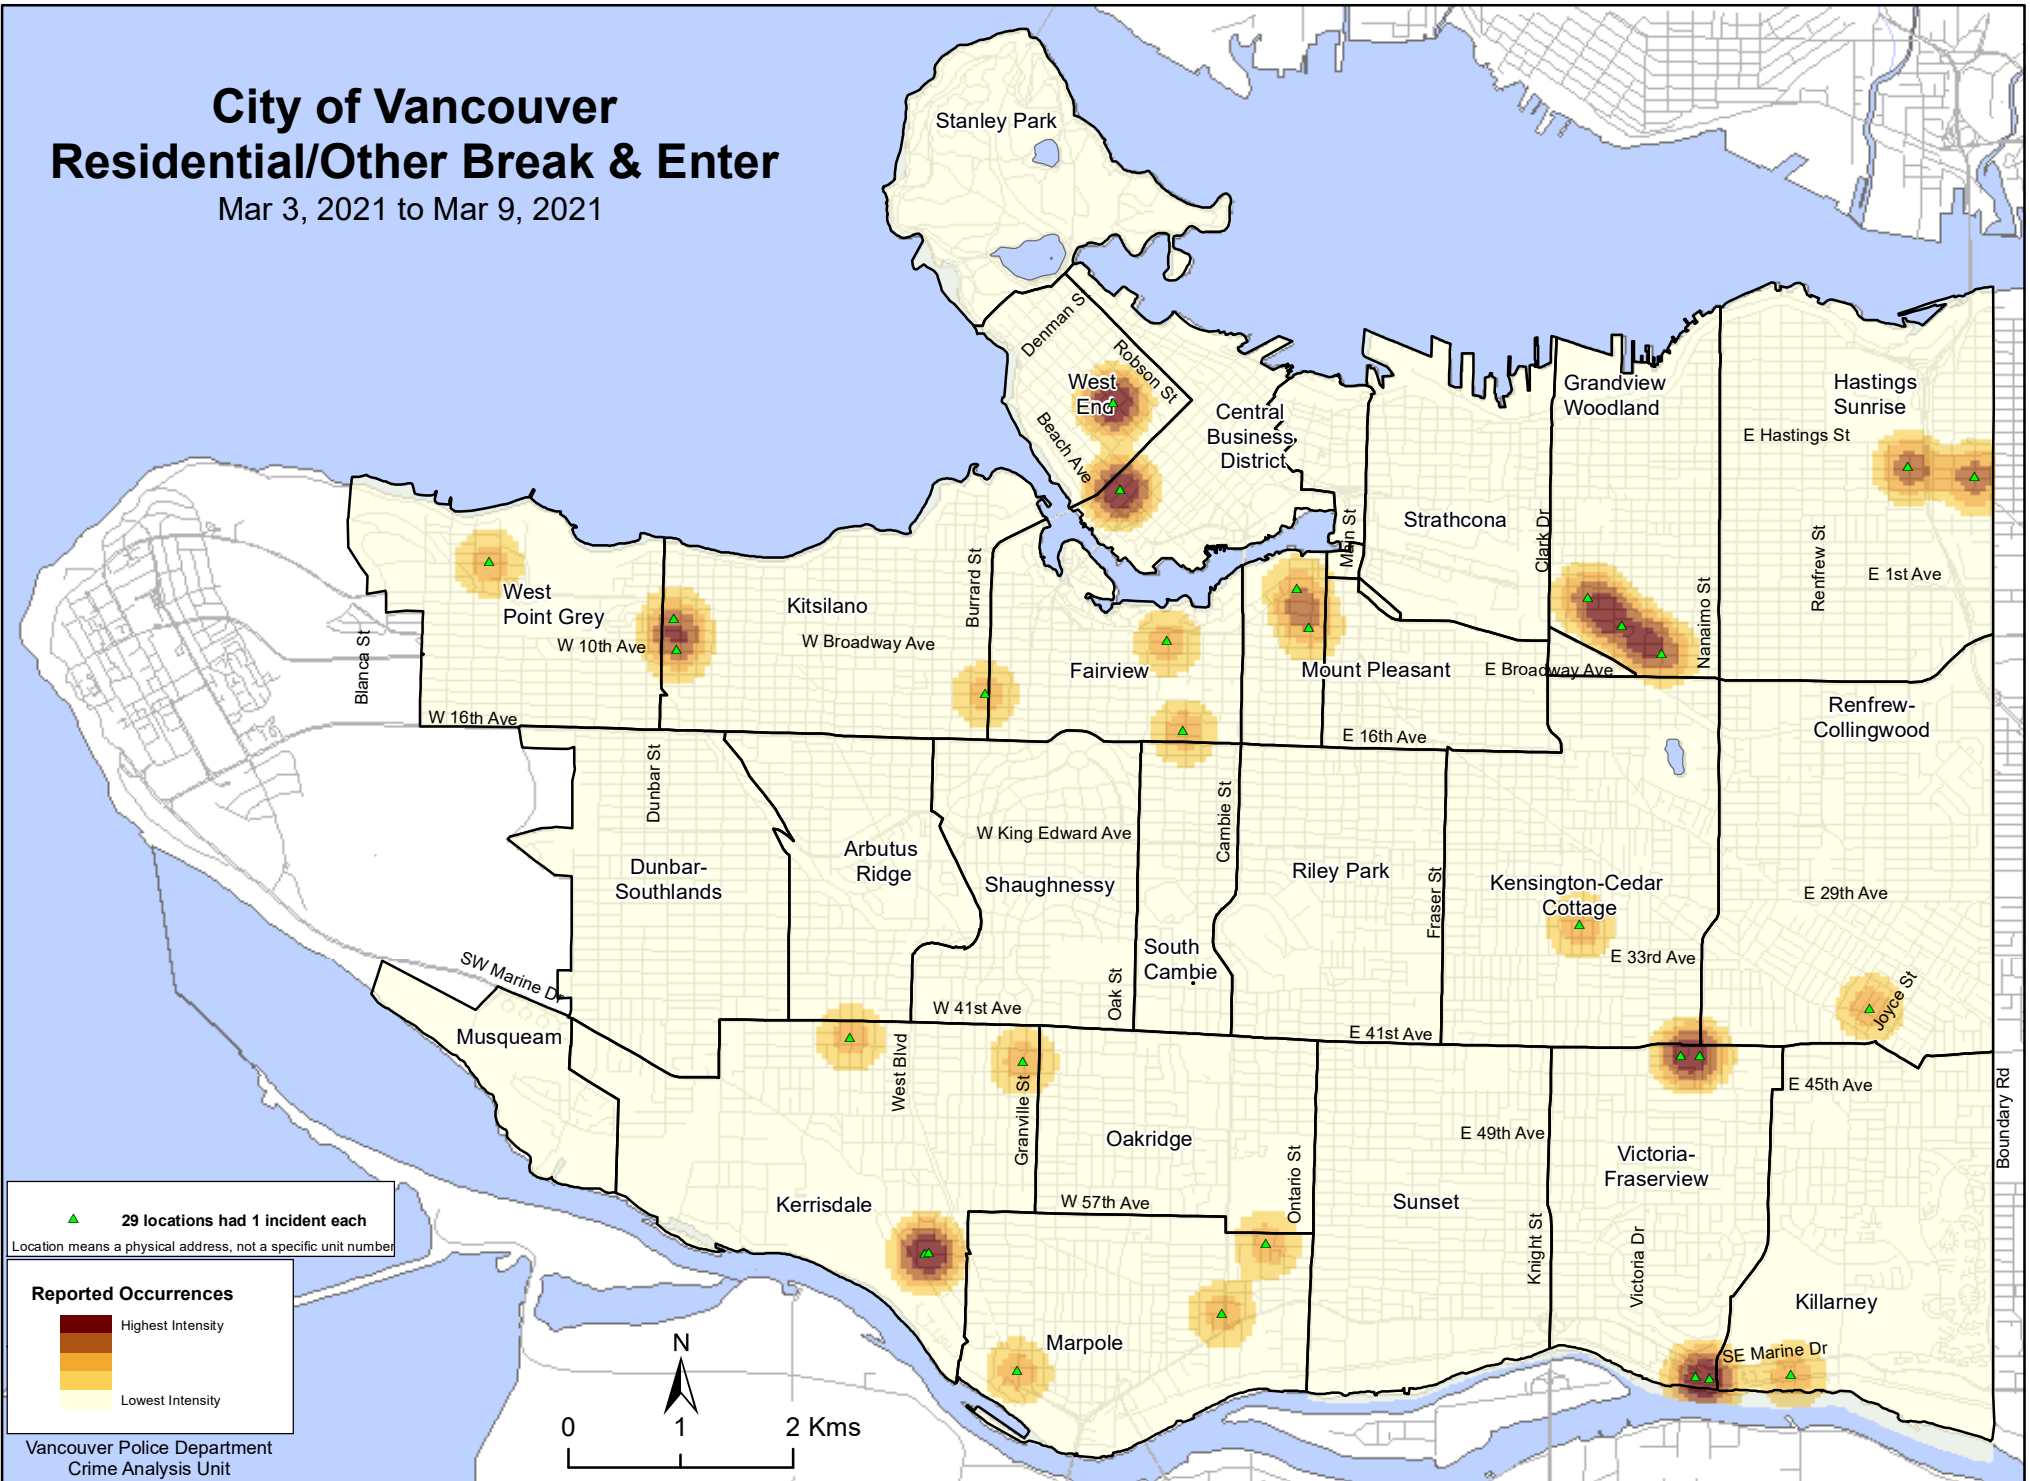 City of Vancouver
Residential/Other Break & Enter
Mar 3, 2021 to Mar 9, 2021
Stanley Park
Denman S
Robson St
West
End
Beach Ave
Central
Business
District
Grandview
Woodland
Hastings
Sunrise
E Hastings St
Strathcona
Main St
Clark Dr
Nanaimo St
Renfrew St
E 1st Ave
West
Point Grey
W 10th Ave
Blanca St
W 16th Ave
Kitsilano
W Broadway Ave
Burrard St
Fairview
Mount Pleasant
E Broadway Ave
E 16th Ave
Renfrew-
Collingwood
Dunbar St
Dunbar-
Southlands
Arbutus
Ridge
W King Edward Ave
Shaughnessy
Cambie St
Riley Park
Fraser St
Kensington-Cedar
Cottage
E 29th Ave
E 33rd Ave
South
Cambie
Oak St
W 41st Ave
E 41st Ave
Joyce St
SW Marine Dr
Musqueam
West Blvd
Granville St
Oakridge
E 45th Ave
Boundary Rd
E 49th Ave
Ontario St
W 57th Ave
Kerrisdale
Sunset
Victoria-
Fraserview
Knight St
Victoria Dr
Killarney
Marpole
SE Marine Dr
29 locations had 1 incident each
Location means a physical address, not a specific unit number
Reported Occurrences
Highest Intensity
Lowest Intensity
Vancouver Police Department
Crime Analysis Unit
N
0 1 2 Kms